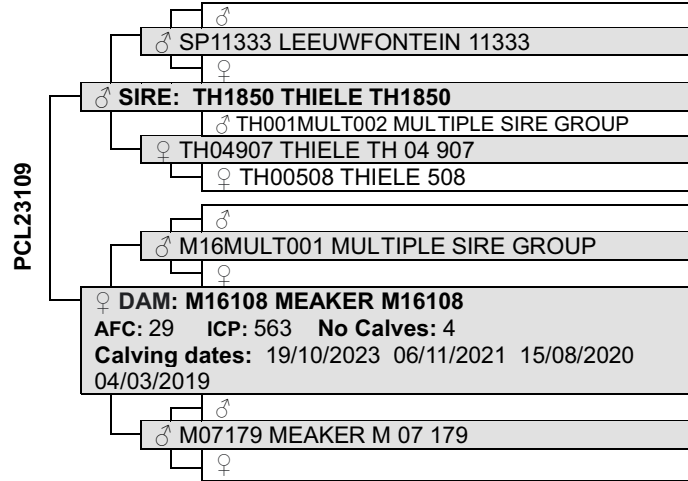 ♂
♂ SP11333 LEEUWFONTEIN 11333
♀
♂ SIRE: TH1850 THIELE TH1850
♂ TH001MULT002 MULTIPLE SIRE GROUP
♀ TH04907 THIELE TH 04 907
♀ TH00508 THIELE 508
PCL23109
♂
♂ M16MULT001 MULTIPLE SIRE GROUP
♀
♀ DAM: M16108 MEAKER M16108
AFC: 29 ICP: 563 No Calves: 4
Calving dates: 19/10/2023 06/11/2021 15/08/2020
04/03/2019
♂
♂ M07179 MEAKER M 07 179
♀